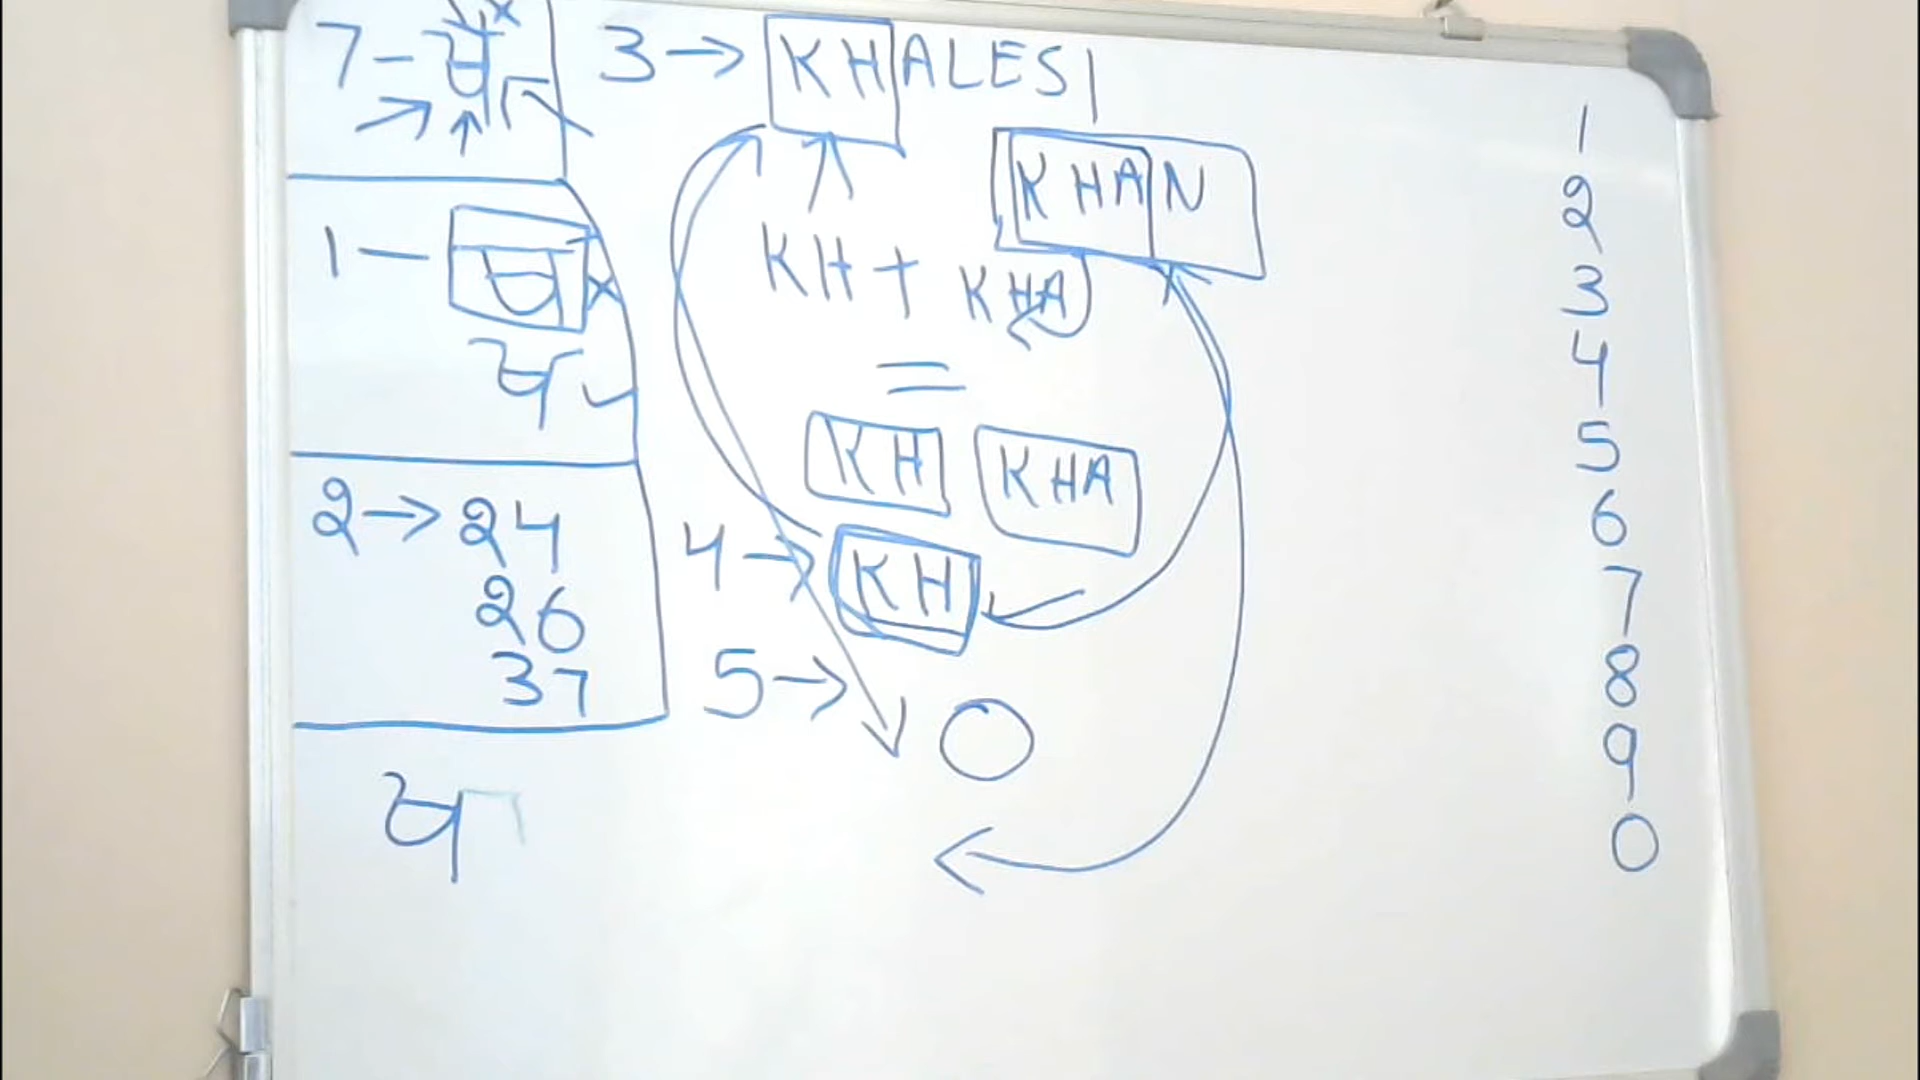 7 – य x
3 → KHALESI
KHAN
KH + KHA
=
KH KHA
4 → KH
5 → O
1 – य x
य ✓
2 → 24
26
37
य
1
2
3
4
5
6
7
8
9
0